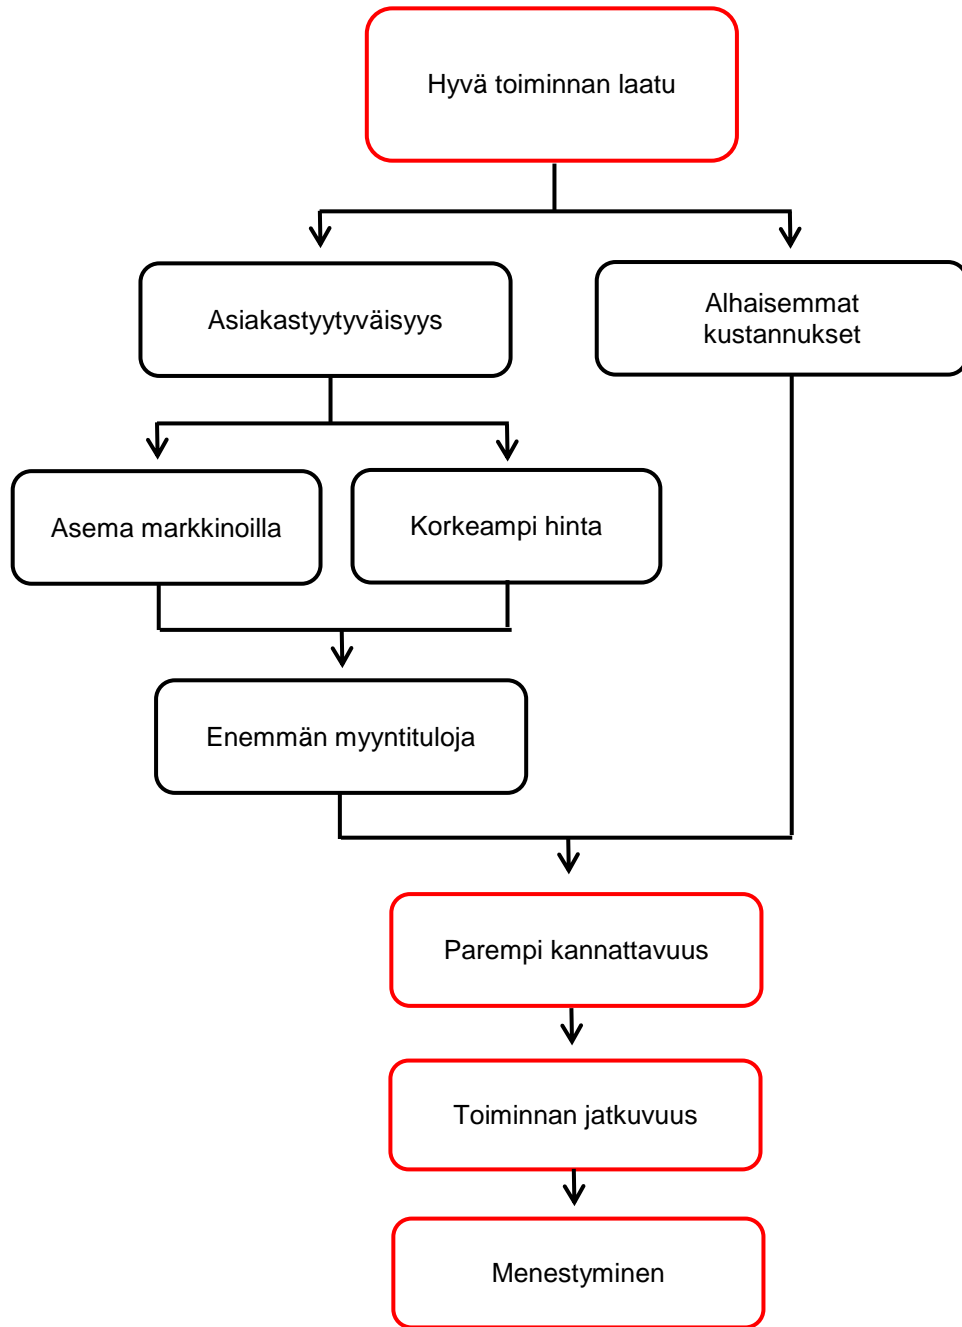 Hyvä toiminnan laatu
Asiakastyytyväisyys
Alhaisemmat
kustannukset
Asema markkinoilla
Korkeampi hinta
Enemmän myyntituloja
Parempi kannattavuus
Toiminnan jatkuvuus
Menestyminen